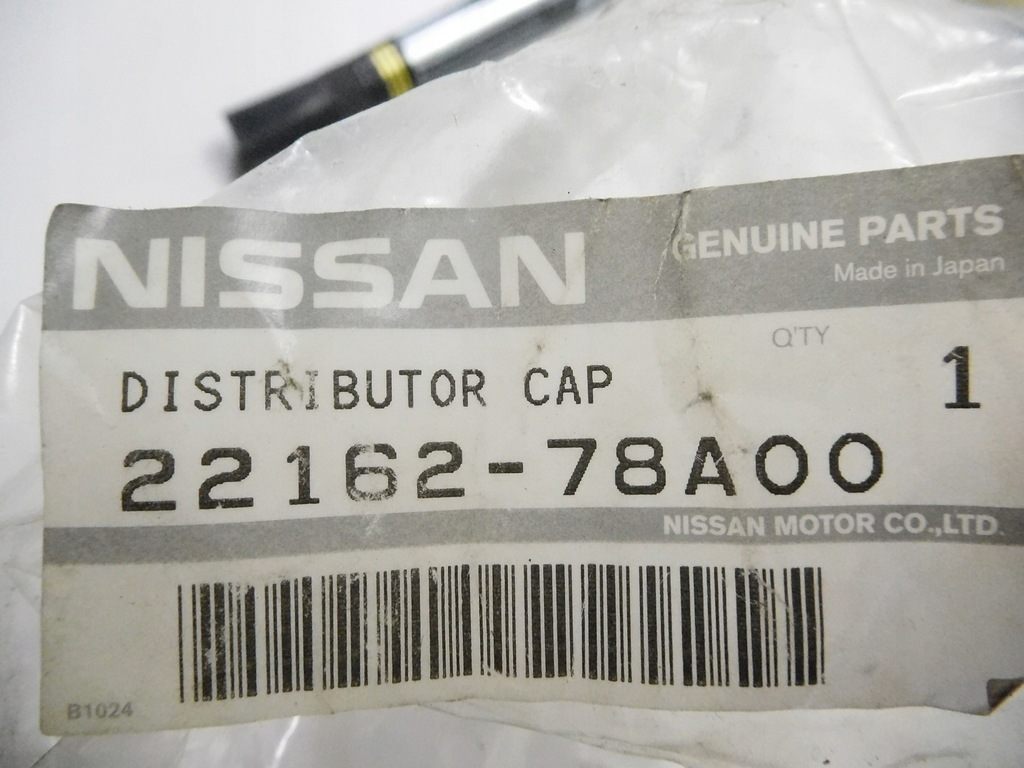 NISSAN
GENUINE PARTS
Made in Japan
Q'TY
DISTRIBUTOR CAP
1
22162-78A00
NISSAN MOTOR CO.,LTD.
B1024